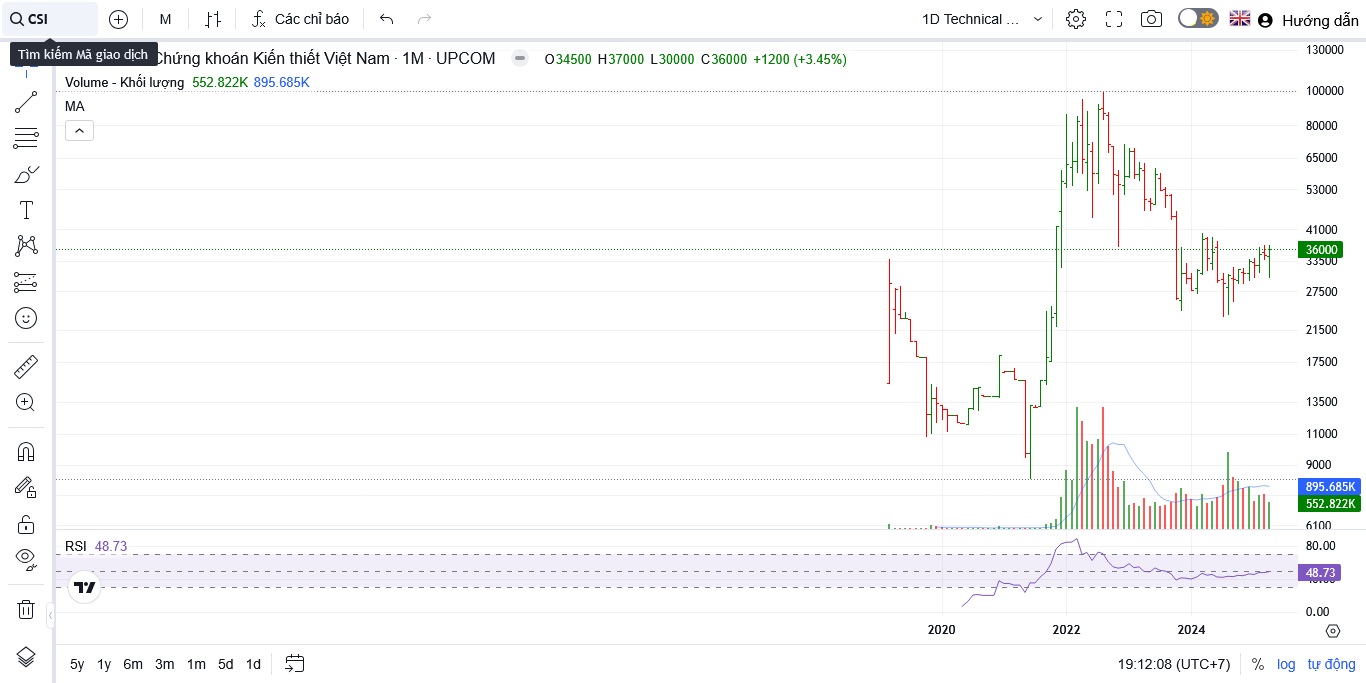 CSI
M
Các chỉ báo
1D Technical ...
Hướng dẫn
Tìm kiếm Mã giao dịch
Chứng khoán Kiến thiết Việt Nam · 1M · UPCOM
O34500 H37000 L30000 C36000 +1200 (+3.45%)
Volume - Khối lượng 552.822K 895.685K
MA
130000
100000
80000
65000
53000
41000
36000
33500
27500
21500
17500
13500
11000
9000
895.685K
552.822K
6100
RSI 48.73
80.00
48.73
0.00
2020 2022 2024
5y 1y 6m 3m 1m 5d 1d
19:12:08 (UTC+7) % log tự động